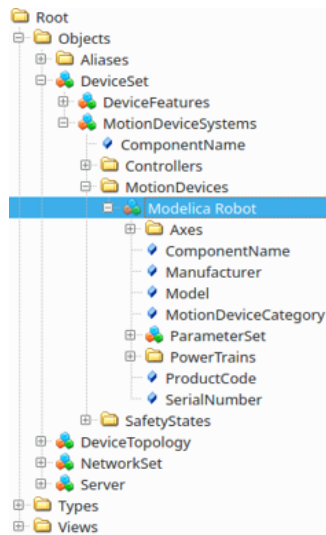 Root
Objects
Aliases
DeviceSet
DeviceFeatures
MotionDeviceSystems
ComponentName
Controllers
MotionDevices
Modelica Robot
Axes
ComponentName
Manufacturer
Model
MotionDeviceCategory
ParameterSet
PowerTrains
ProductCode
SerialNumber
SafetyStates
DeviceTopology
NetworkSet
Server
Types
Views